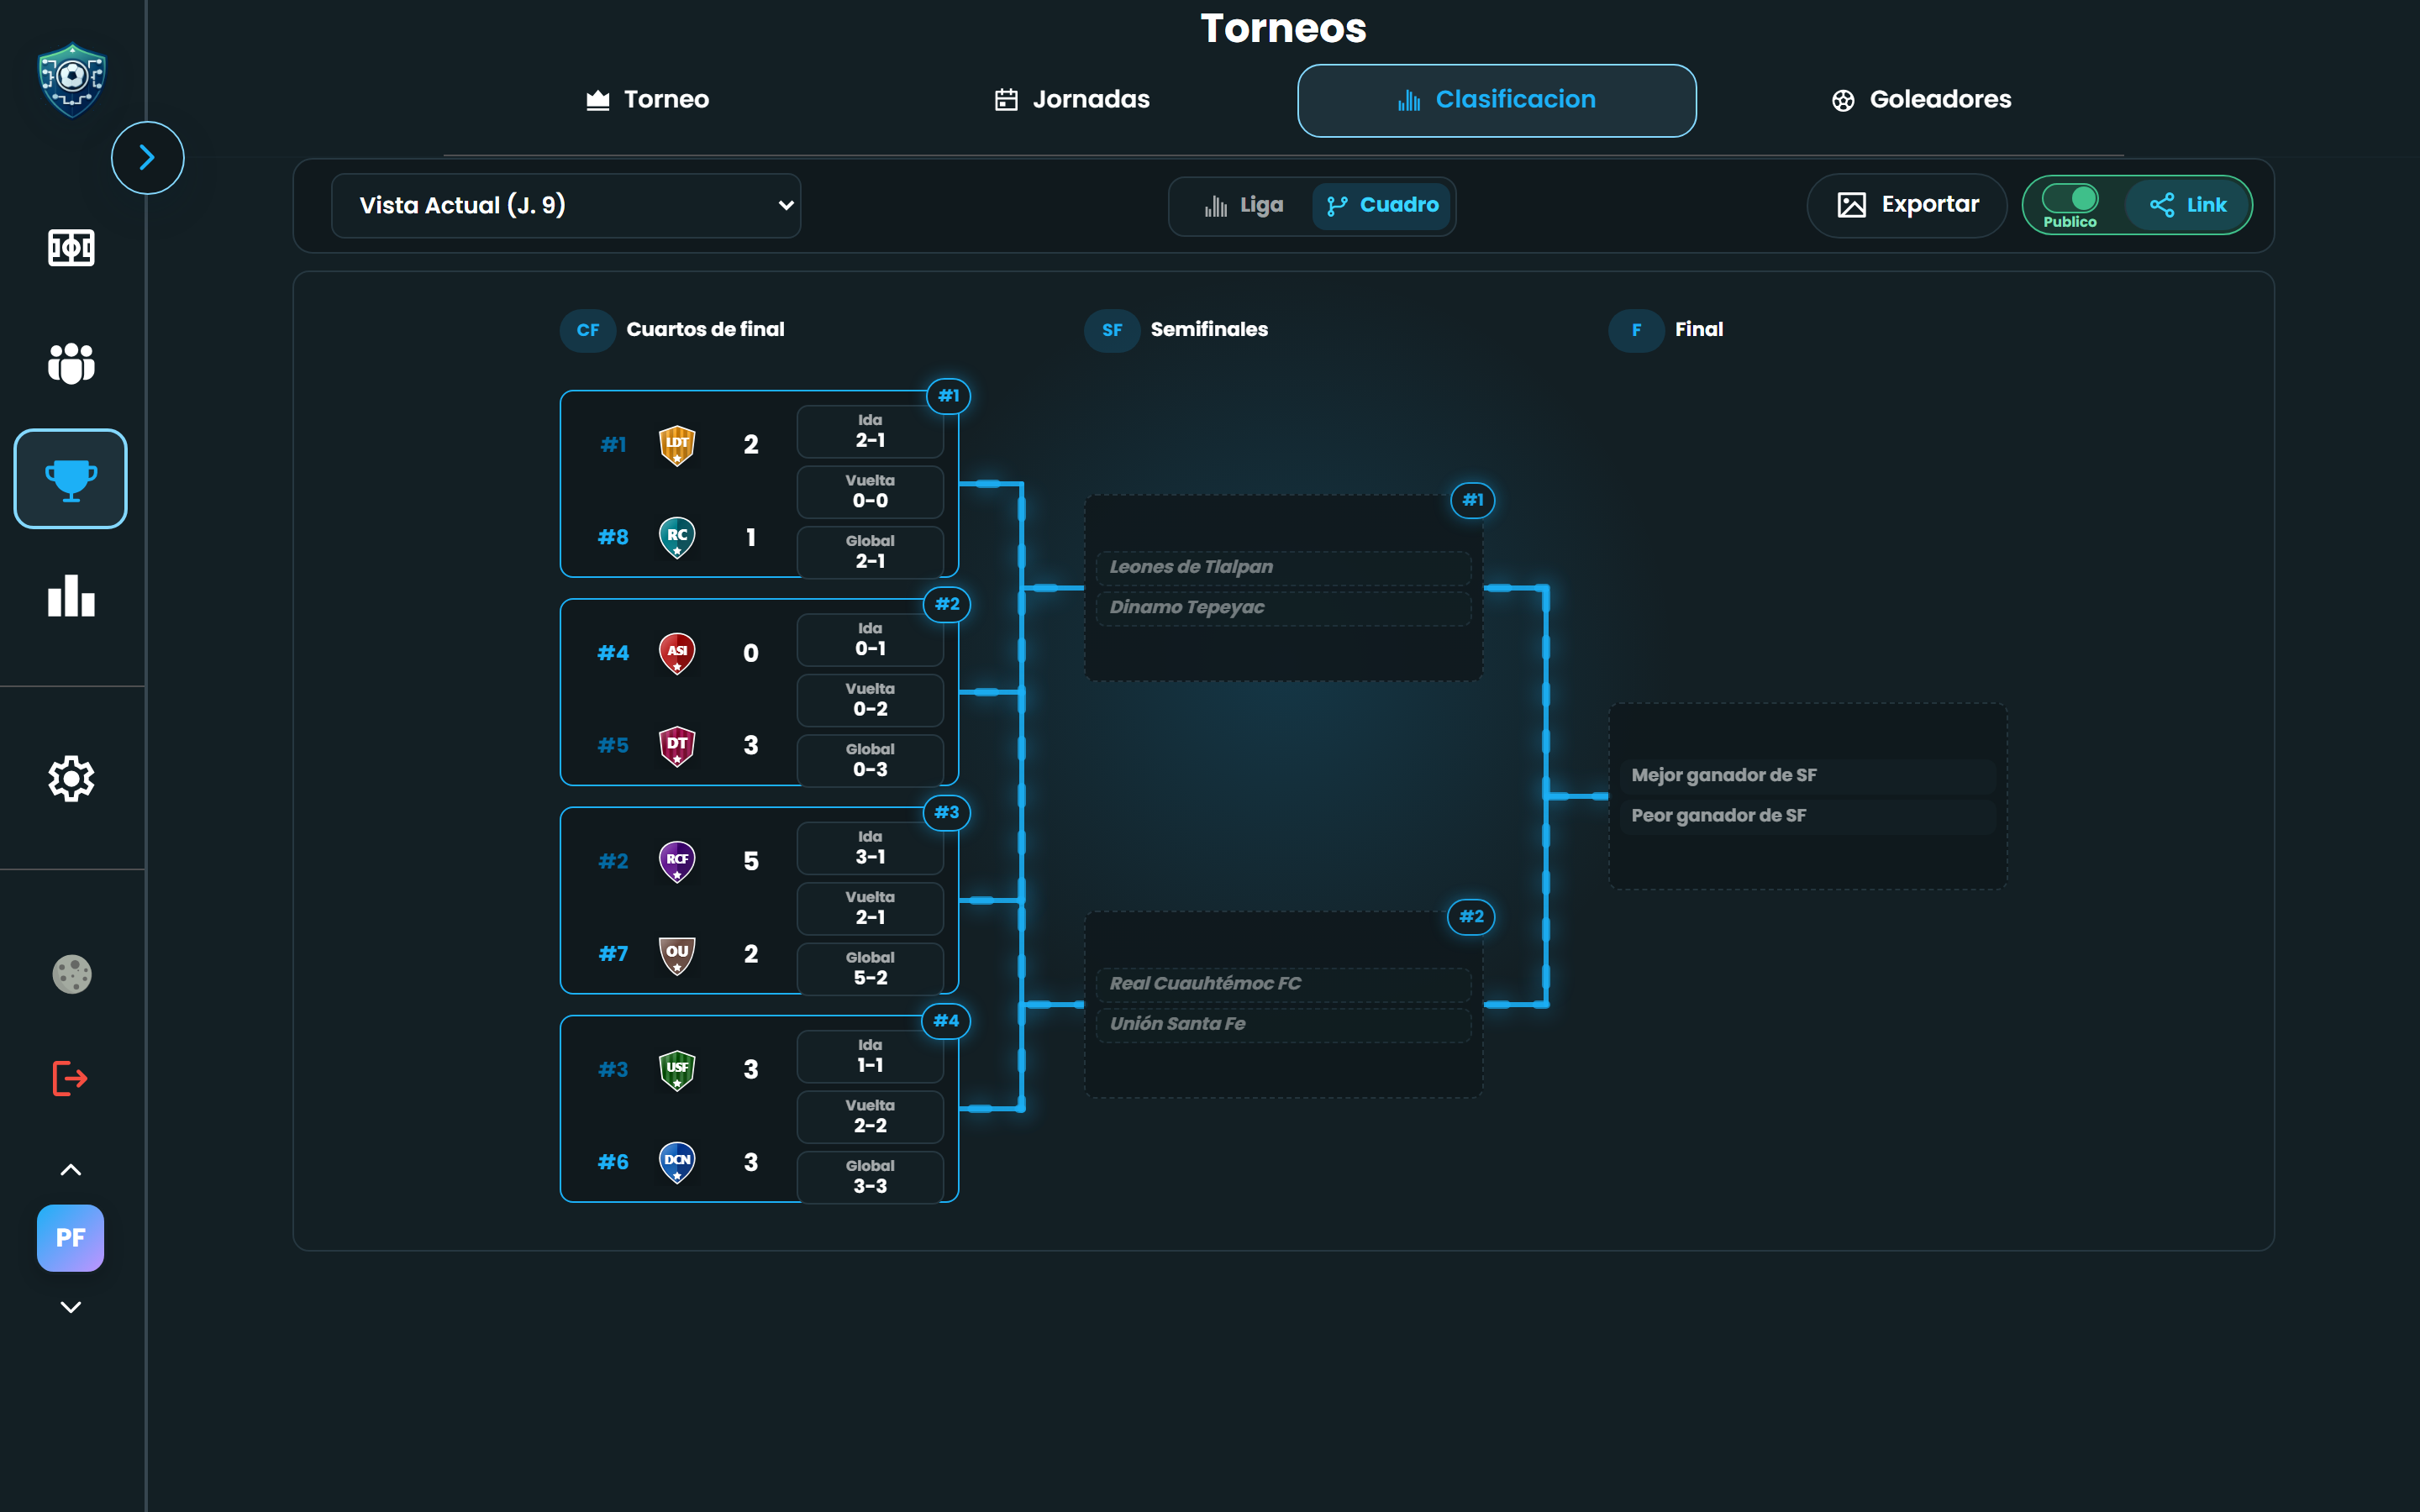 Torneos
Torneo
Jornadas
Clasificacion
Goleadores
Vista Actual (J. 9)
Liga
Cuadro
Exportar
Publico
Link
CF Cuartos de final
SF Semifinales
F Final
#1
#1 LDT 2
#8 RC 1
Ida
2-1
Vuelta
0-0
Global
2-1
#2
#4 ASI 0
#5 DT 3
Ida
0-1
Vuelta
0-2
Global
0-3
#3
#2 RCF 5
#7 OU 2
Ida
3-1
Vuelta
2-1
Global
5-2
#4
#3 USF 3
#6 DCN 3
Ida
1-1
Vuelta
2-2
Global
3-3
#1
Leones de Tlalpan
Dinamo Tepeyac
#2
Real Cuauhtémoc FC
Unión Santa Fe
Mejor ganador de SF
Peor ganador de SF
PF